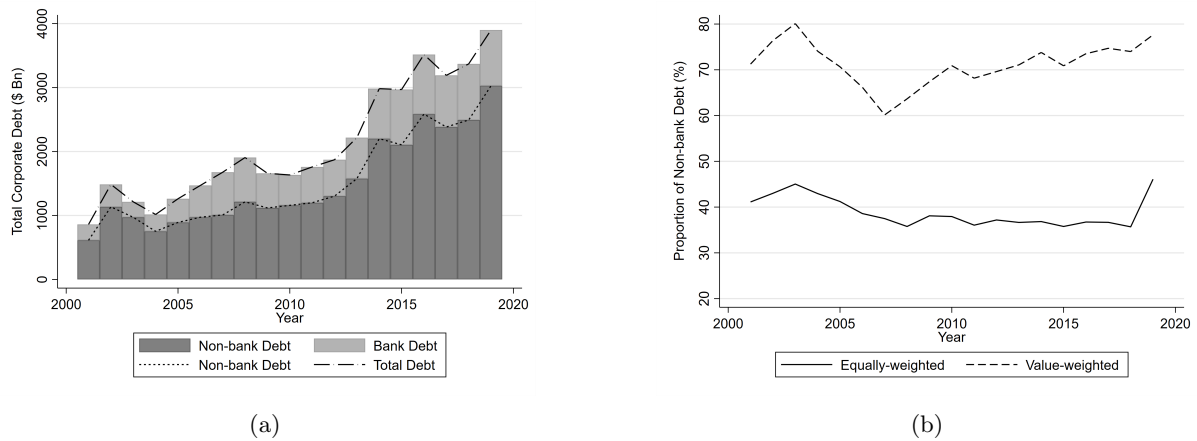 Total Corporate Debt ($ Bn)
4000
3000
2000
1000
0
2000 2005 2010 2015 2020
Year
Non-bank Debt Bank Debt
Non-bank Debt Total Debt
(a)
Proportion of Non-bank Debt (%)
80
70
60
50
40
30
20
2000 2005 2010 2015 2020
Year
Equally-weighted Value-weighted
(b)